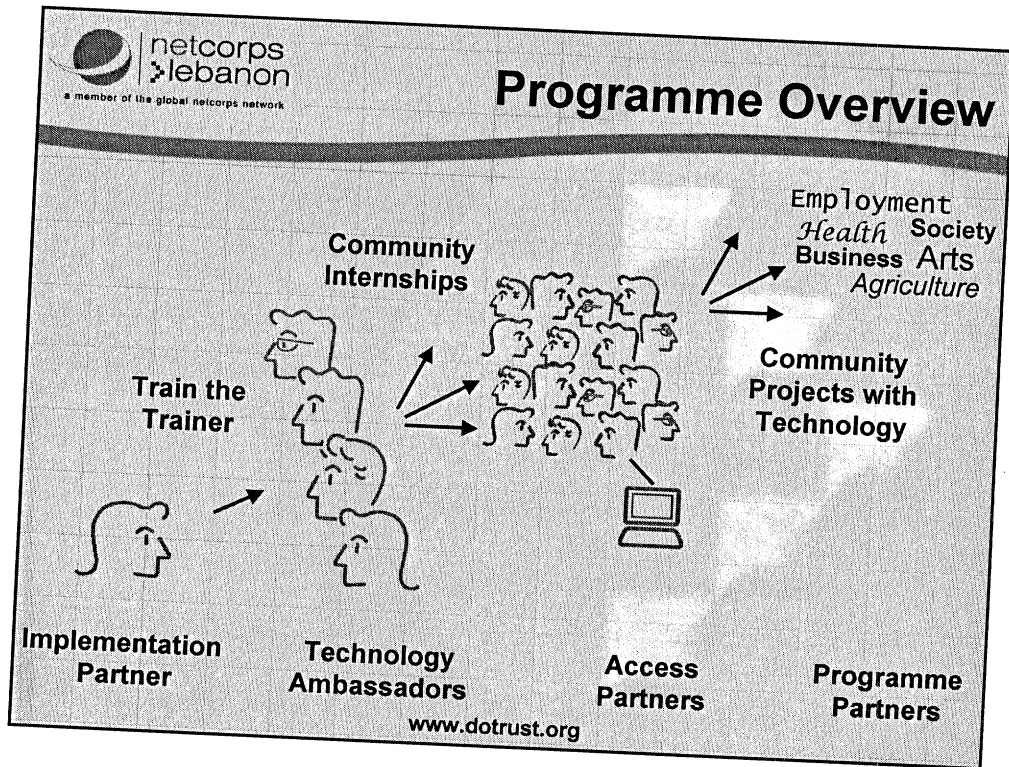 netcorps
>lebanon
a member of the global netcorps network
Programme Overview
Employment
Health Society
Business Arts
Agriculture
Community
Internships
Train the
Trainer
Community
Projects with
Technology
Implementation
Partner
Technology
Ambassadors
Access
Partners
Programme
Partners
www.dotrust.org